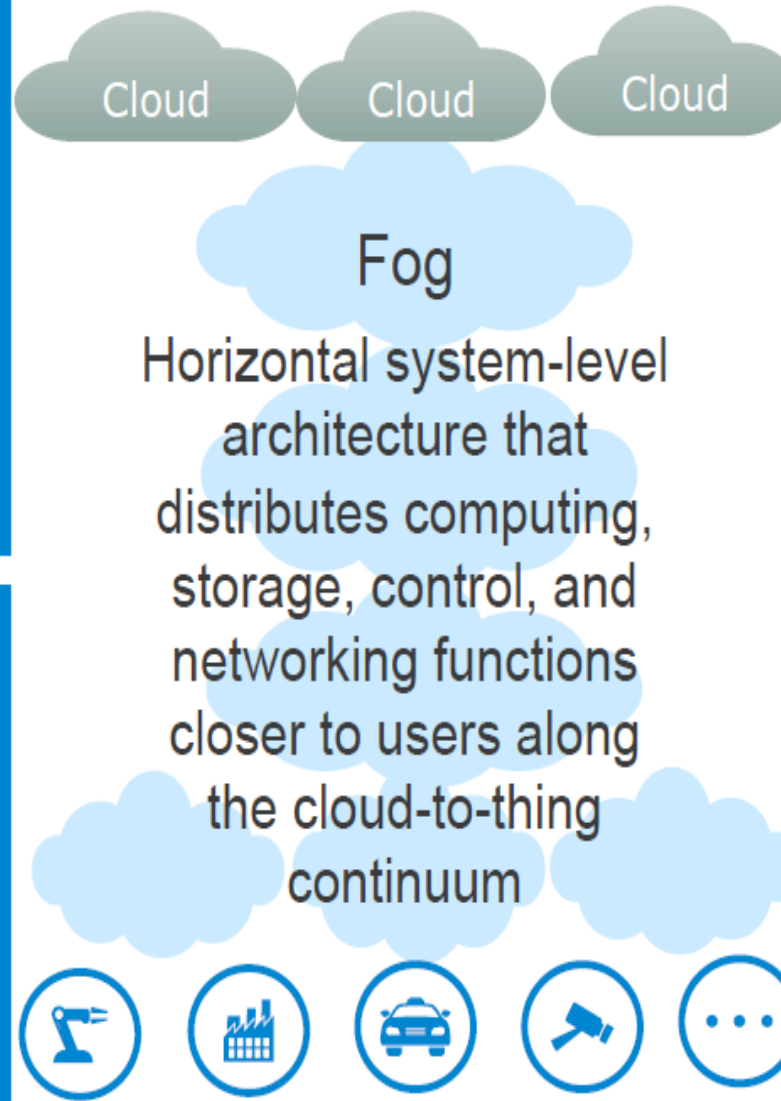 Cloud Cloud Cloud
Fog
Horizontal system-level
architecture that
distributes computing,
storage, control, and
networking functions
closer to users along
the cloud-to-thing
continuum